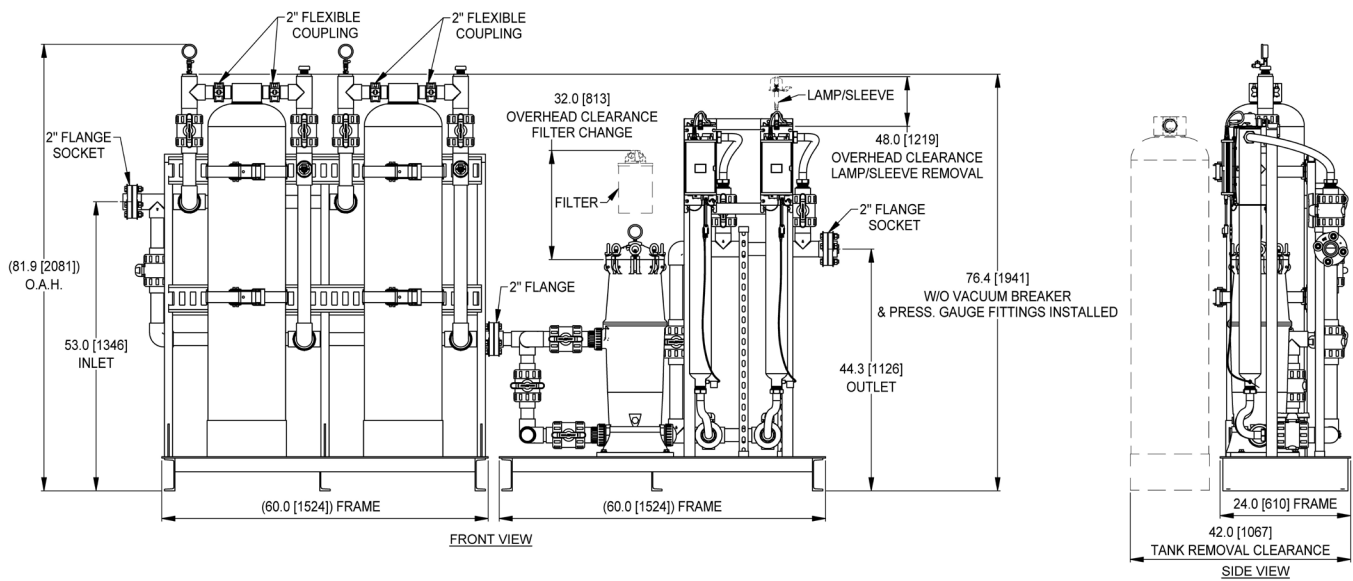 2" FLEXIBLE
COUPLING
2" FLEXIBLE
COUPLING
2" FLANGE
SOCKET
32.0 [813]
OVERHEAD CLEARANCE
FILTER CHANGE
FILTER
LAMP/SLEEVE
48.0 [1219]
OVERHEAD CLEARANCE
LAMP/SLEEVE REMOVAL
2" FLANGE
SOCKET
(81.9 [2081])
O.A.H.
53.0 [1346]
INLET
2" FLANGE
76.4 [1941]
W/O VACUUM BREAKER
& PRESS. GAUGE FITTINGS INSTALLED
44.3 [1126]
OUTLET
(60.0 [1524]) FRAME
(60.0 [1524]) FRAME
FRONT VIEW
24.0 [610] FRAME
42.0 [1067]
TANK REMOVAL CLEARANCE
SIDE VIEW